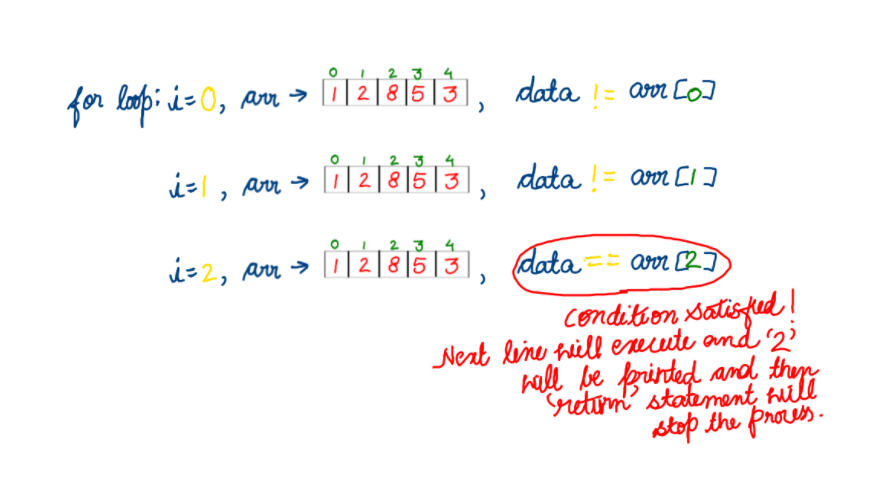 0 1 2 3 4
for loop: i=0, arr → 1 2 8 5 3 , data != arr[0]
0 1 2 3 4
i=1, arr → 1 2 8 5 3 , data != arr[1]
0 1 2 3 4
i=2, arr → 1 2 8 5 3 , data == arr[2]
condition satisfied!
Next line will execute and '2'
will be printed and then
'return' statement will
stop the process.